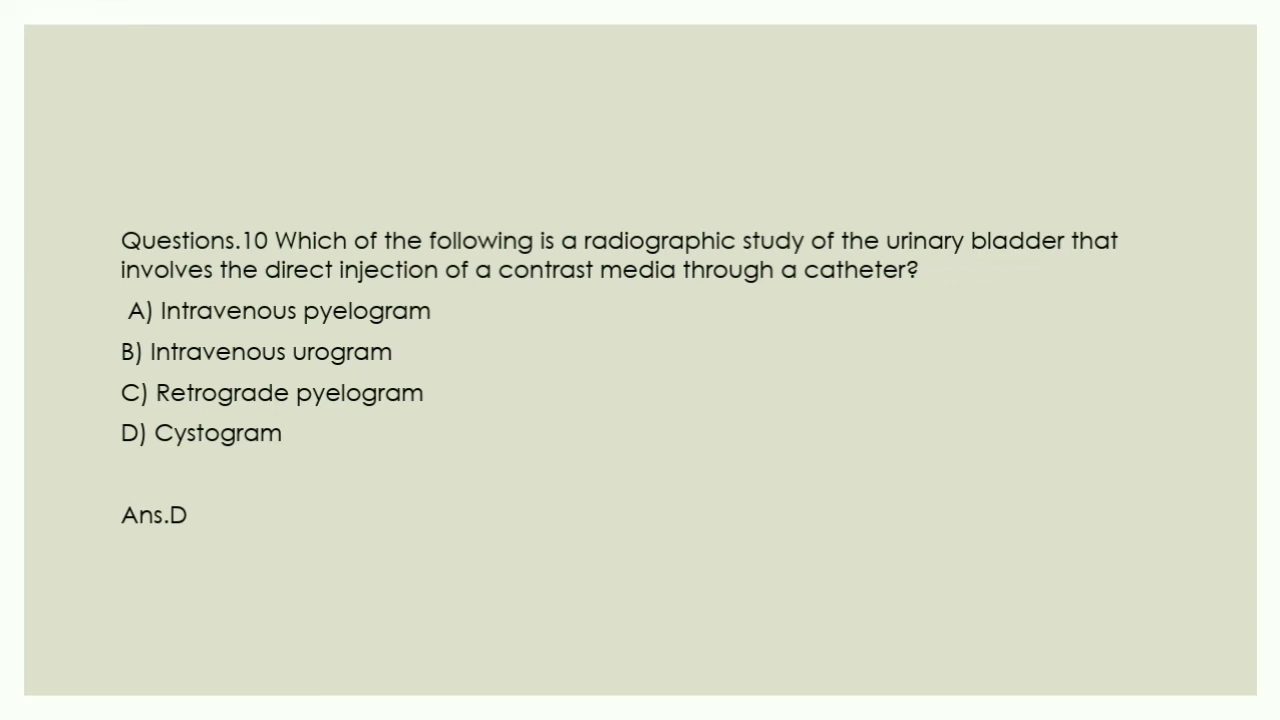 Questions.10 Which of the following is a radiographic study of the urinary bladder that
involves the direct injection of a contrast media through a catheter?
A) Intravenous pyelogram
B) Intravenous urogram
C) Retrograde pyelogram
D) Cystogram
Ans.D